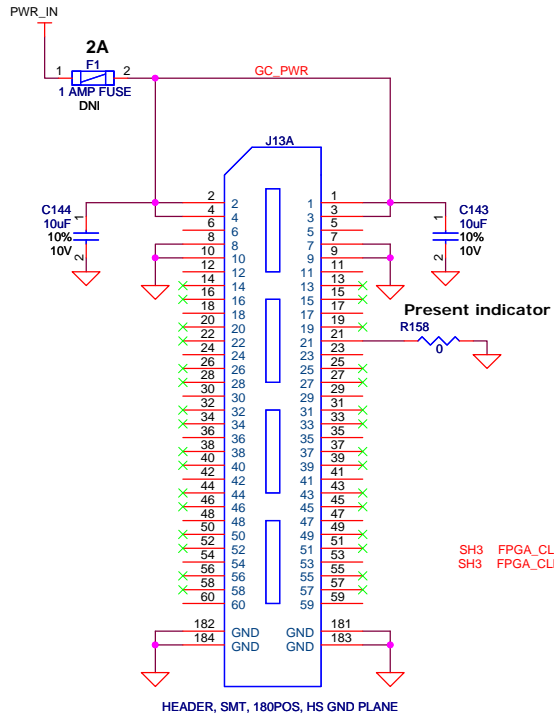 PWR_IN
2A
F1
1 2
1 AMP FUSE
DNI
GC_PWR
J13A
C144
10uF
10%
10V
1
2
C143
10uF
10%
10V
1
2
2 2 1 1
4 4 3 3
6 6 5 5
8 8 7 7
10 10 9 9
12 12 11 11
14 14 13 13
16 16 15 15
18 18 17 17
20 20 19 19
22 22 21 21
24 24 23 23
26 26 25 25
28 28 27 27
30 30 29 29
32 32 31 31
34 34 33 33
36 36 35 35
38 38 37 37
40 40 39 39
42 42 41 41
44 44 43 43
46 46 45 45
48 48 47 47
50 50 49 49
52 52 51 51
54 54 53 53
56 56 55 55
58 58 57 57
60 60 59 59
182 GND GND 181
184 GND GND 183
Present indicator
R158
0
SH3 FPGA_CL
SH3 FPGA_CL
HEADER, SMT, 180POS, HS GND PLANE